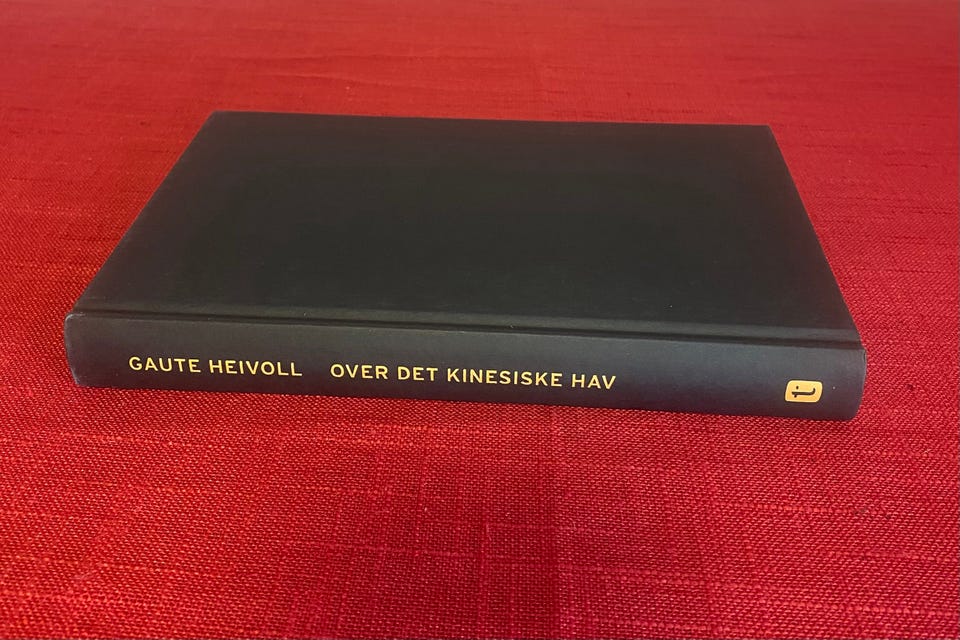 GAUTE HEIVOLL OVER DET KINESISKE HAV
t